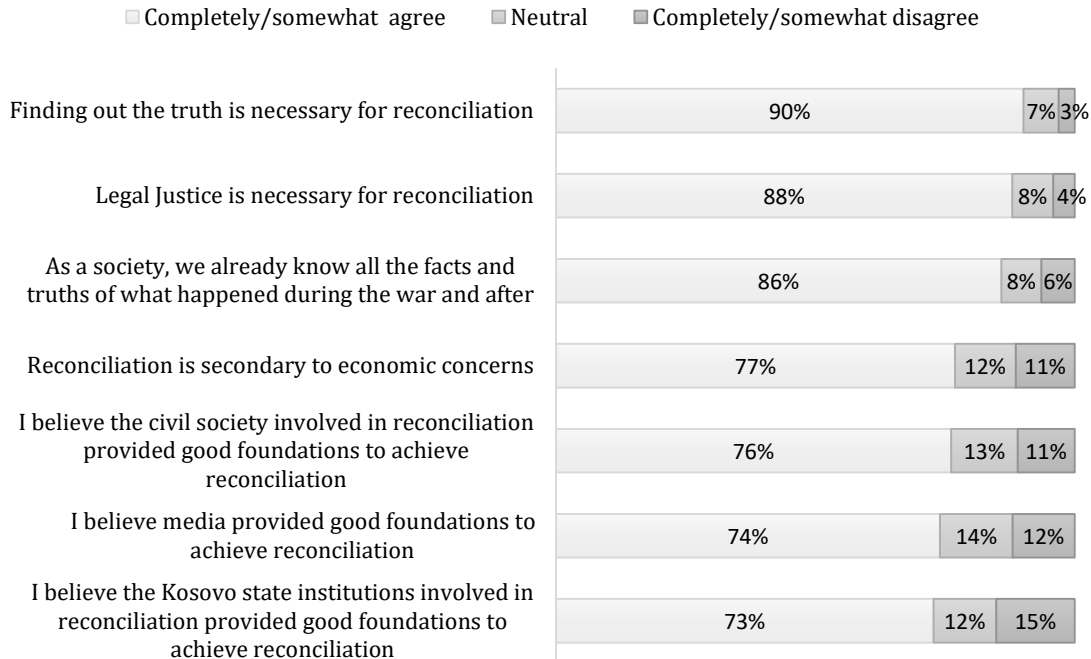 Completely/somewhat agree Neutral Completely/somewhat disagree
Finding out the truth is necessary for reconciliation 90% 7% 3%
Legal Justice is necessary for reconciliation 88% 8% 4%
As a society, we already know all the facts and
truths of what happened during the war and after
86% 8% 6%
Reconciliation is secondary to economic concerns 77% 12% 11%
I believe the civil society involved in reconciliation
provided good foundations to achieve
reconciliation
76% 13% 11%
I believe media provided good foundations to
achieve reconciliation
74% 14% 12%
I believe the Kosovo state institutions involved in
reconciliation provided good foundations to
achieve reconciliation
73% 12% 15%